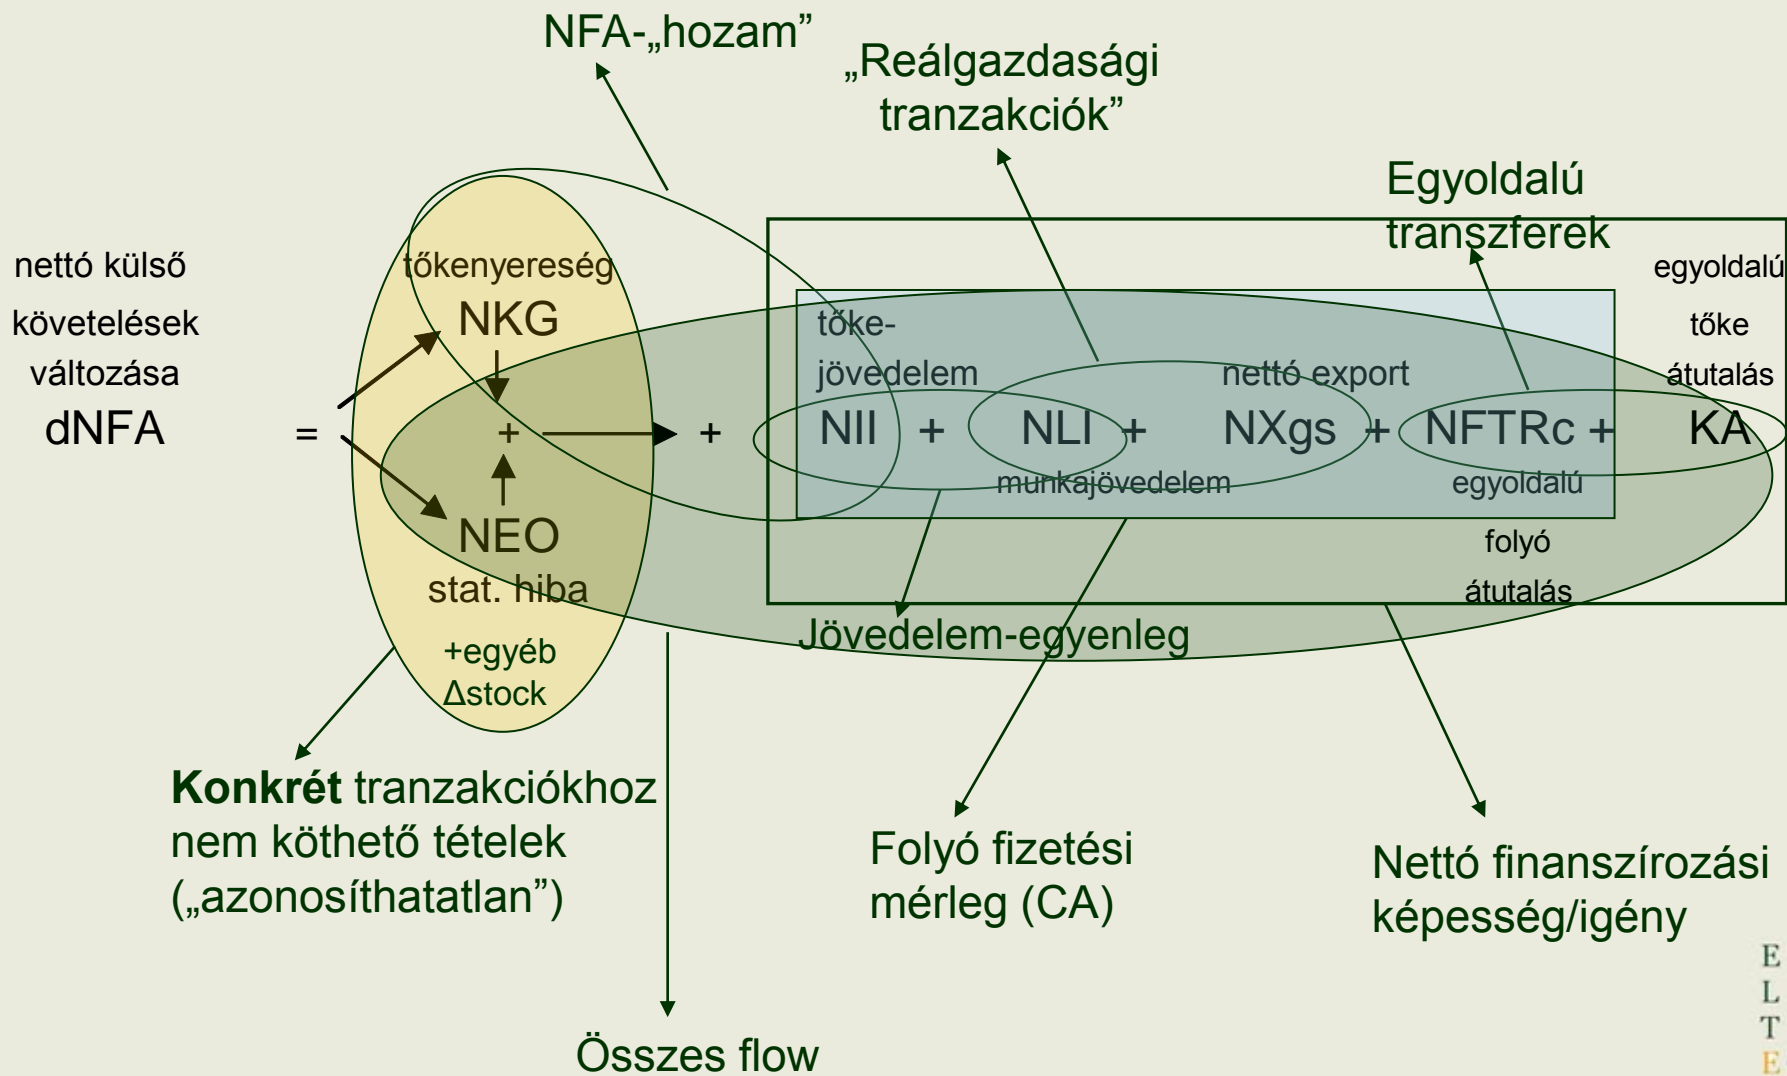 NFA-„hozam”
„Reálgazdasági
tranzakciók”
Egyoldalú
transzferek
nettó külső
követelések
változása
dNFA
=
tőkenyereség
NKG
+
NEO
stat. hiba
+egyéb
Δstock
+
tőke-
jövedelem
nettó export
egyoldalú
tőke
átutalás
NII + NLI + NXgs + NFTRc + KA
munkajövedelem
egyoldalú
folyó
átutalás
Jövedelem-egyenleg
Konkrét tranzakciókhoz
nem köthető tételek
(„azonosíthatatlan”)
Folyó fizetési
mérleg (CA)
Nettó finanszírozási
képesség/igény
Összes flow
E
L
T
E